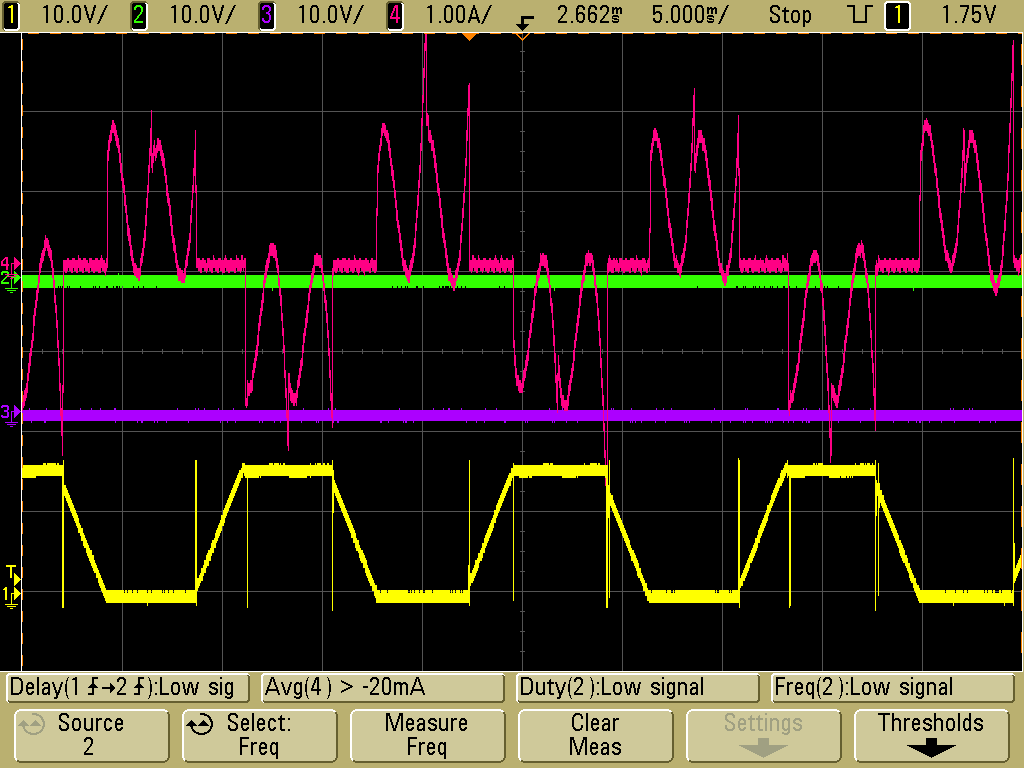 1 10.0V/ 2 10.0V/ 3 10.0V/ 4 1.00A/ 2.662ms 5.000ms/ Stop 1 1.75V
4
2
3
T
1
Delay(1→2):Low sig Avg(4) > -20mA Duty(2):Low signal Freq(2):Low signal
Source Select: Measure Clear Settings Thresholds
2 Freq Freq Meas